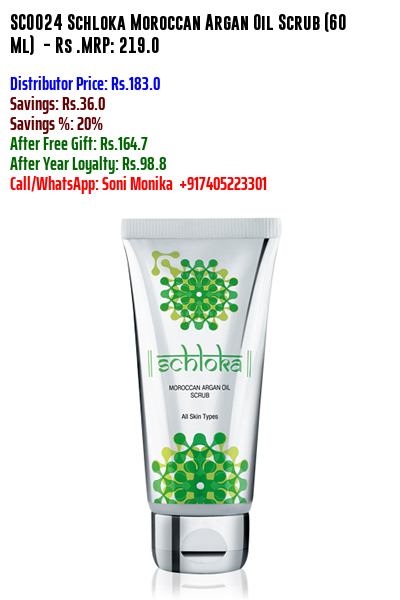 SC0024 Schloka Moroccan Argan Oil Scrub (60
Ml) - Rs .MRP: 219.0
Distributor Price: Rs.183.0
Savings: Rs.36.0
Savings %: 20%
After Free Gift: Rs.164.7
After Year Loyalty: Rs.98.8
Call/WhatsApp: Soni Monika +917405223301
schloka
MOROCCAN ARGAN OIL
SCRUB
All Skin Types